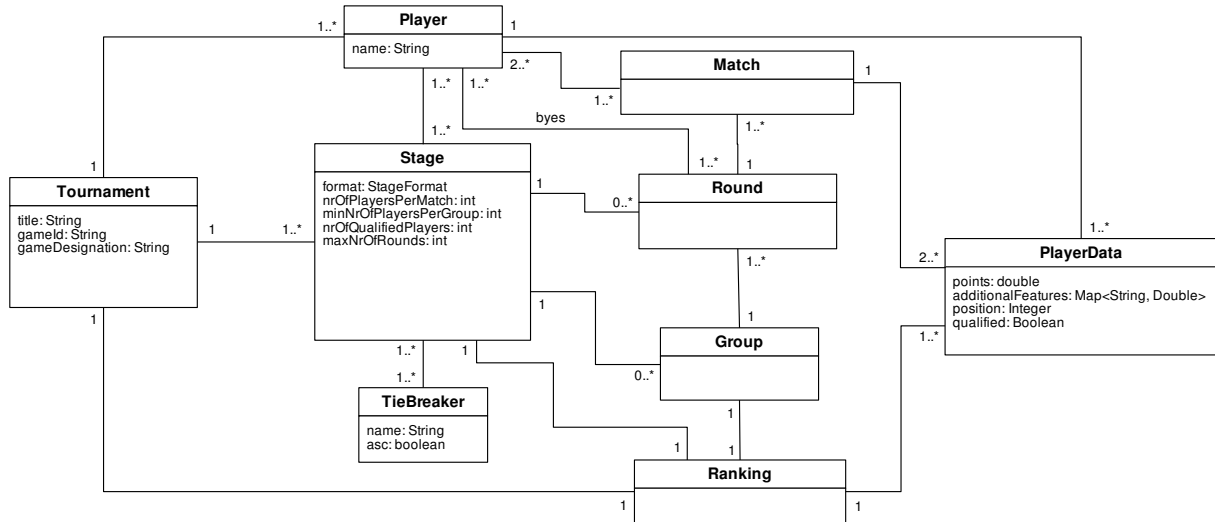 Player
name: String
1..*
1
2..*
1..*
1..*
1..*
1..*
byes
1..*
Match
1
1..*
1
Round
0..*
1..*
Stage
format: StageFormat
nrOfPlayersPerMatch: int
minNrOfPlayersPerGroup: int
nrOfQualifiedPlayers: int
maxNrOfRounds: int
1
1
1..*
1
1
Tournament
title: String
gameId: String
gameDesignation: String
1
1..*
1
1..*
2..*
PlayerData
points: double
additionalFeatures: Map<String, Double>
position: Integer
qualified: Boolean
1..*
1
Group
0..*
1
1..*
TieBreaker
name: String
asc: boolean
1
1
Ranking
1
1